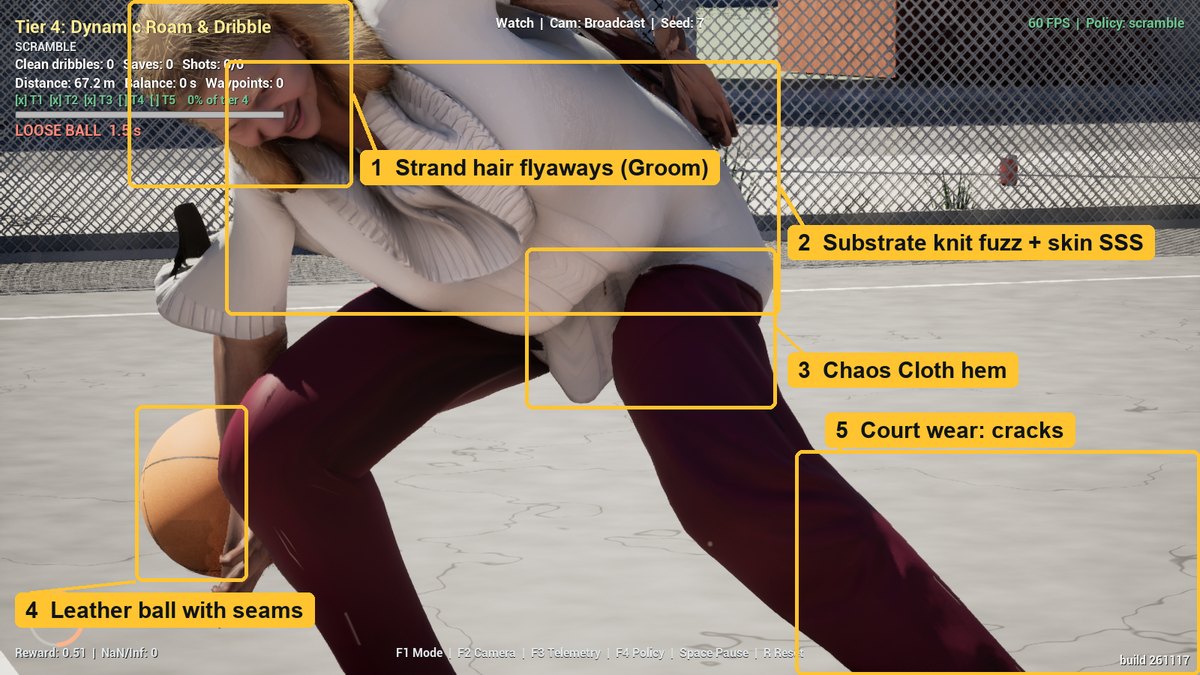 Tier 4: Dynamic Roam & Dribble
SCRAMBLE
Clean dribbles: 0 Saves: 0 Shots: 0/0
Distance: 67.2 m Balance: 0 s Waypoints: 0
[x] T1 [x] T2 [x] T3 [ ] T4 [ ] T5 0% of tier 4
LOOSE BALL 1.5 s
Watch | Cam: Broadcast | Seed: 7
60 FPS | Policy: scramble
1 Strand hair flyaways (Groom)
2 Substrate knit fuzz + skin SSS
3 Chaos Cloth hem
5 Court wear: cracks
4 Leather ball with seams
Reward: 0.51 | NaN/Inf: 0
F1 Mode | F2 Camera | F3 Telemetry | F4 Policy | Space Pause | R Reset
build 261117